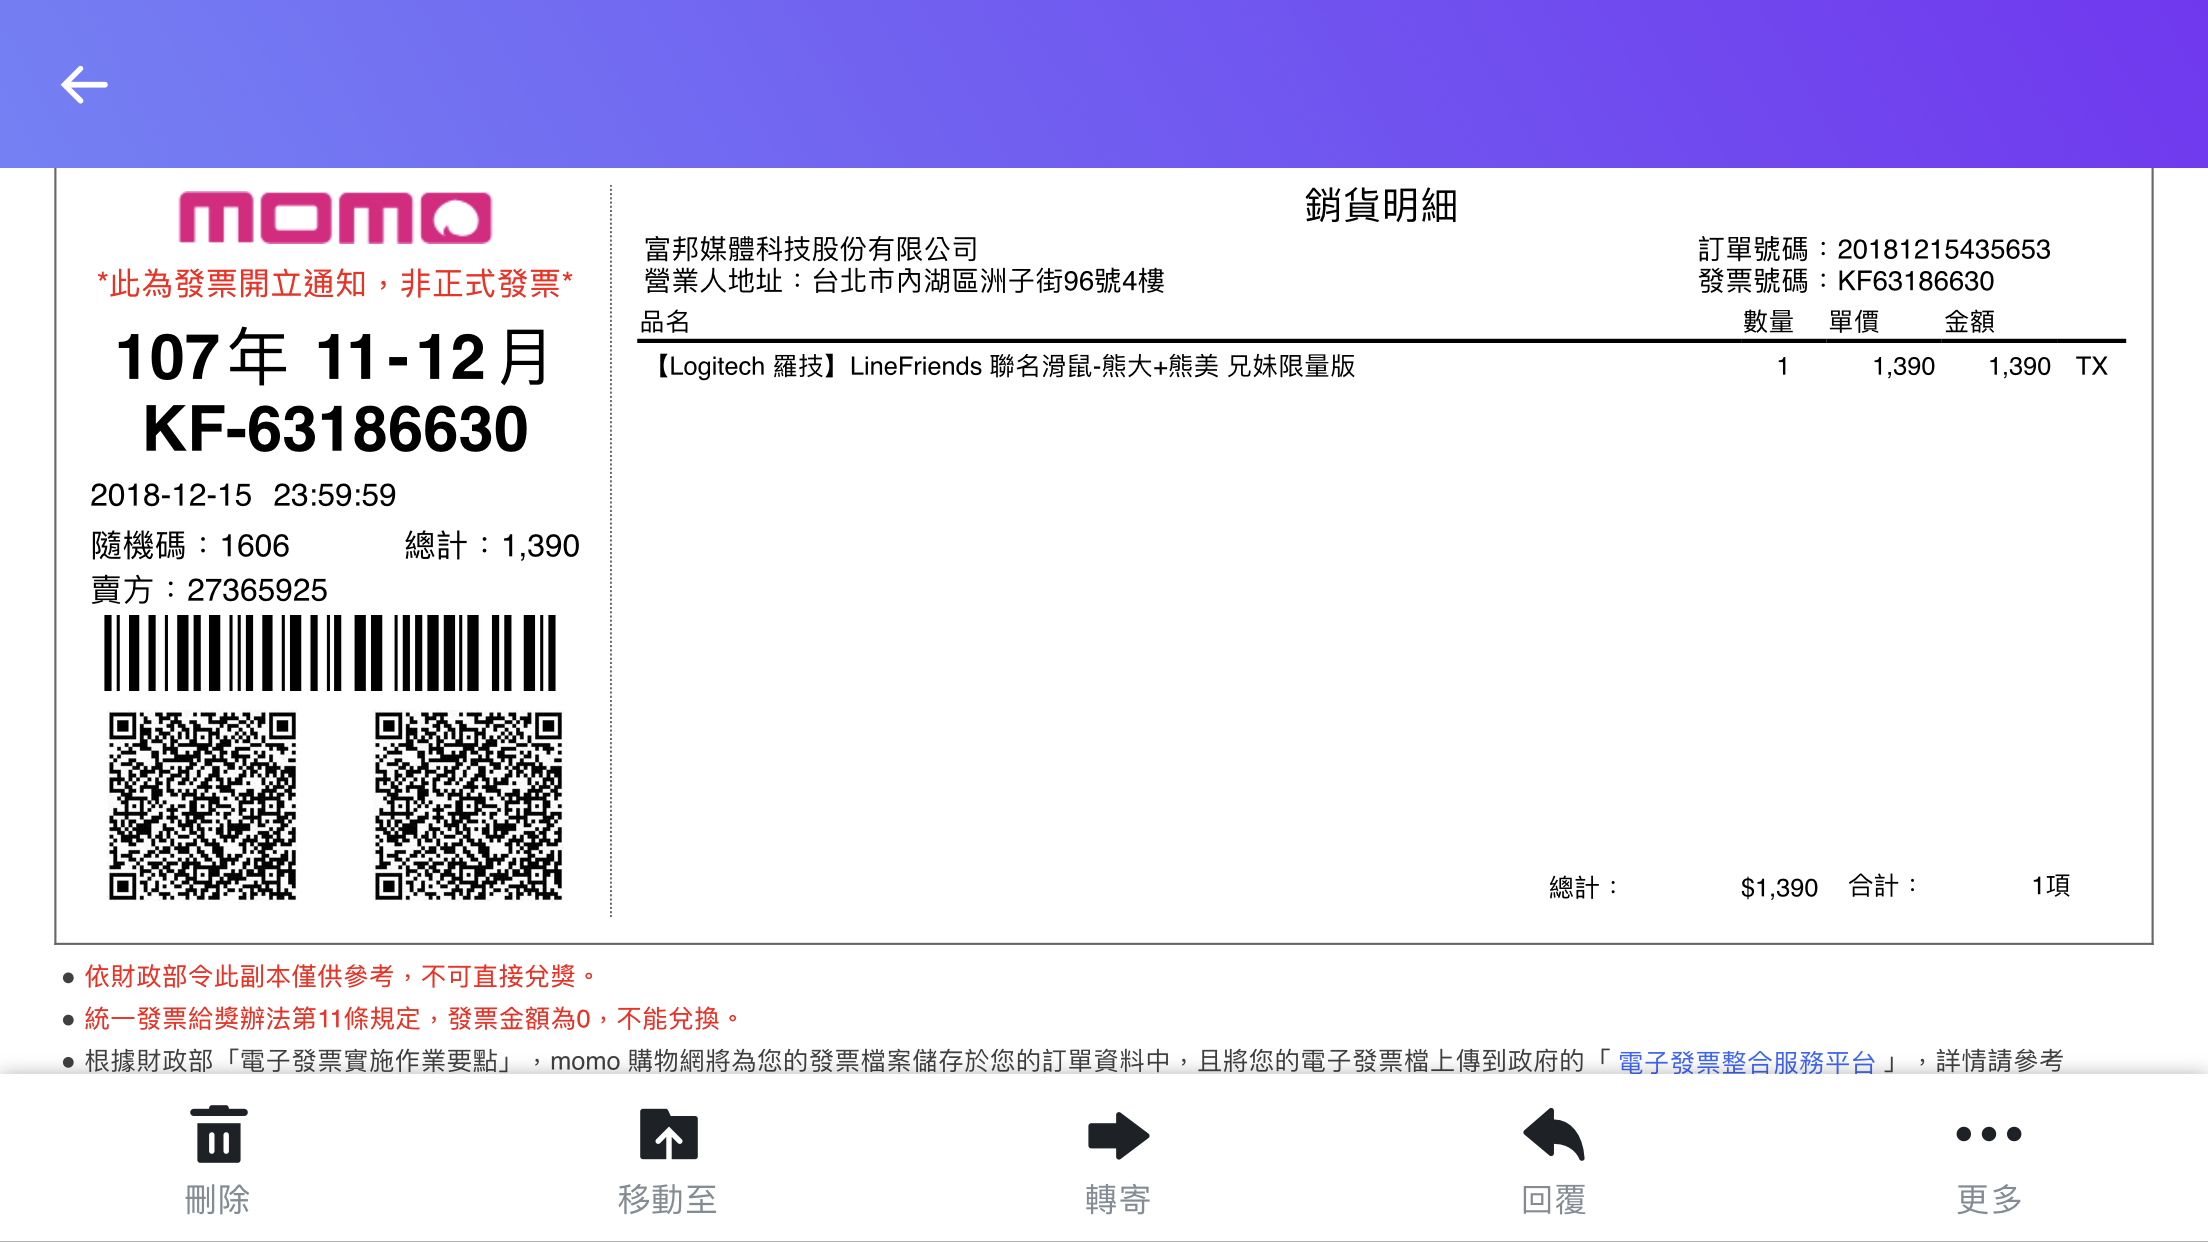 momo
*此為發票開立通知，非正式發票*
107年 11-12月
KF-63186630
2018-12-15 23:59:59
隨機碼：1606 總計：1,390
賣方：27365925
銷貨明細
富邦媒體科技股份有限公司 訂單號碼：20181215435653
營業人地址：台北市內湖區洲子街96號4樓 發票號碼：KF63186630
品名 數量 單價 金額
【Logitech 羅技】LineFriends 聯名滑鼠-熊大+熊美 兄妹限量版 1 1,390 1,390 TX
總計： $1,390 合計： 1項
● 依財政部令此副本僅供參考，不可直接兌獎。
● 統一發票給獎辦法第11條規定，發票金額為0，不能兌換。
● 根據財政部「電子發票實施作業要點」，momo 購物網將為您的發票檔案儲存於您的訂單資料中，且將您的電子發票檔上傳到政府的「 電子發票整合服務平台 」，詳情請參考
刪除 移動至 轉寄 回覆 更多